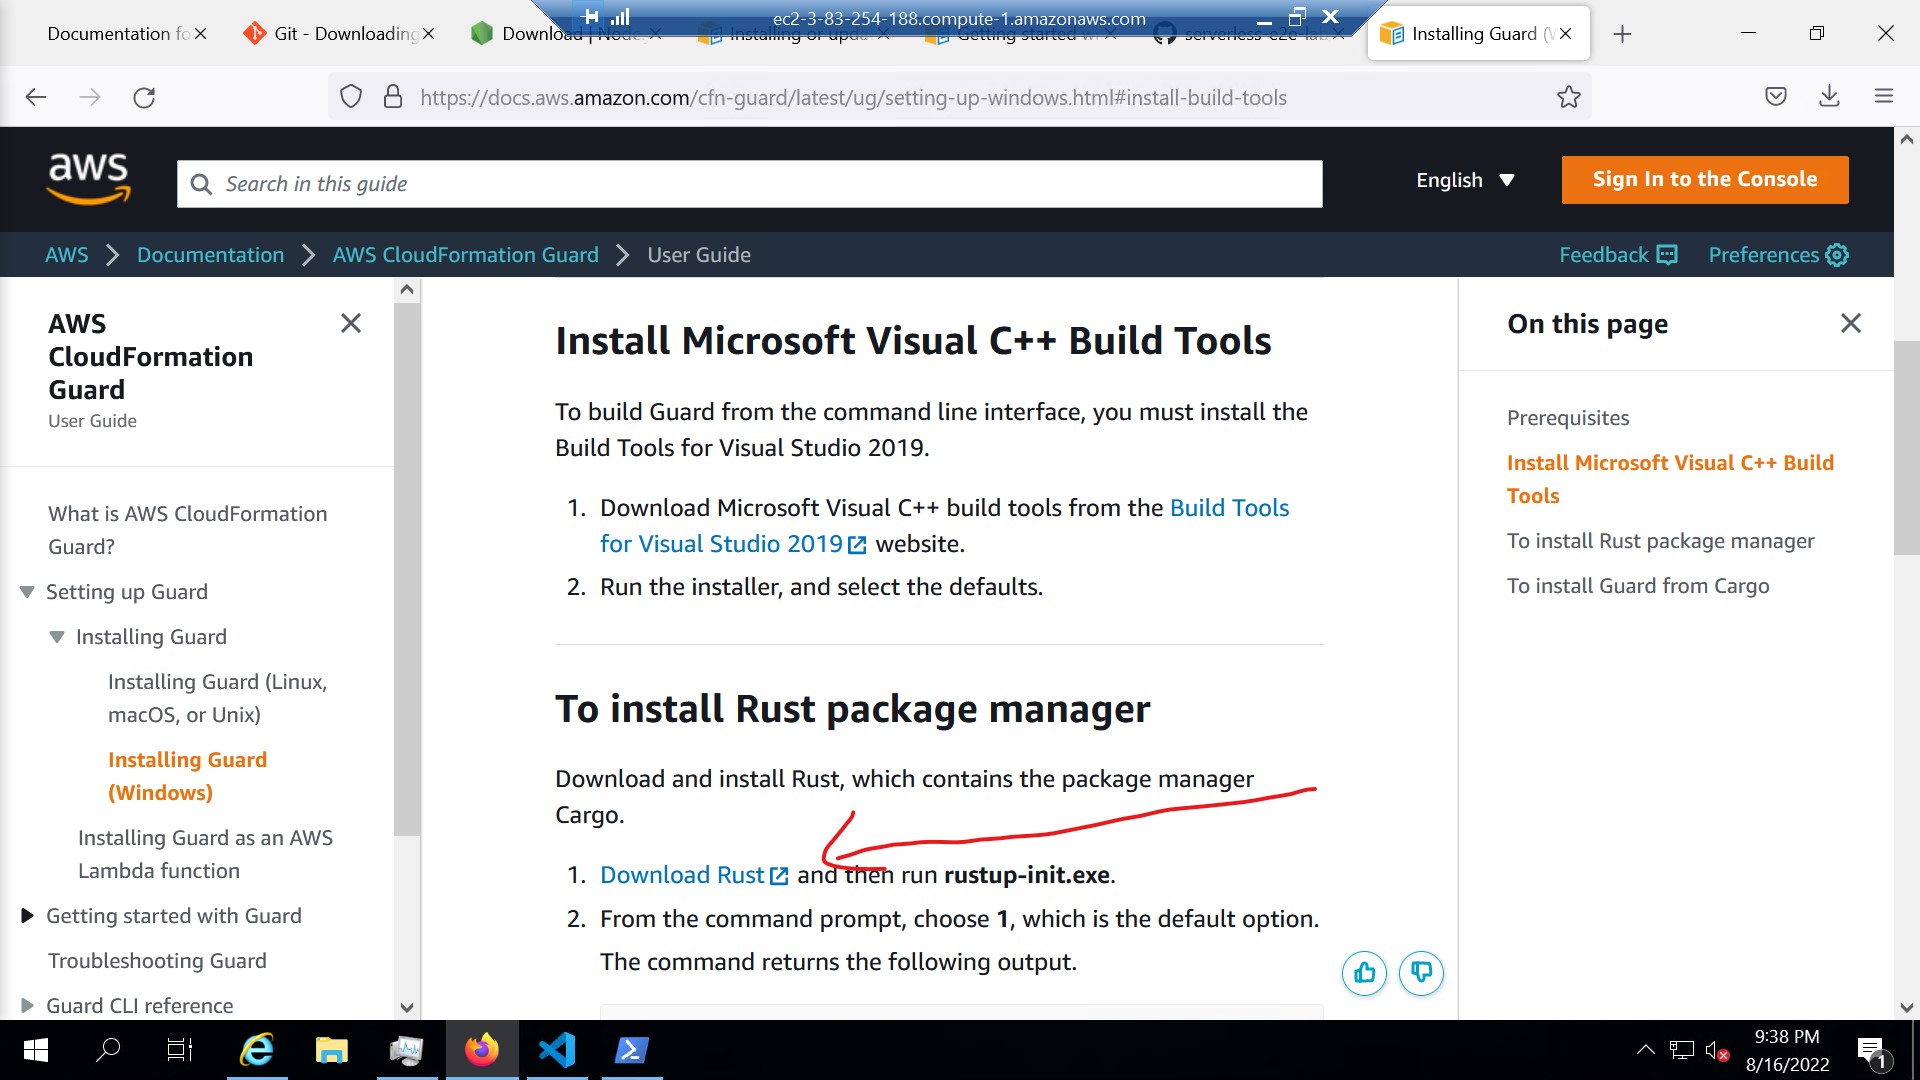 ec2-3-83-254-188.compute-1.amazonaws.com
Documentation fo
Git - Downloading
Download | Node
Installing or updat
Getting started w
serverless-e2e-lab
Installing Guard (W
https://docs.aws.amazon.com/cfn-guard/latest/ug/setting-up-windows.html#install-build-tools
aws
Search in this guide
English
Sign In to the Console
AWS
Documentation
AWS CloudFormation Guard
User Guide
Feedback
Preferences
AWS
CloudFormation
Guard
User Guide
What is AWS CloudFormation
Guard?
Setting up Guard
Installing Guard
Installing Guard (Linux,
macOS, or Unix)
Installing Guard
(Windows)
Installing Guard as an AWS
Lambda function
Getting started with Guard
Troubleshooting Guard
Guard CLI reference
Install Microsoft Visual C++ Build Tools
To build Guard from the command line interface, you must install the
Build Tools for Visual Studio 2019.
1. Download Microsoft Visual C++ build tools from the Build Tools
for Visual Studio 2019 website.
2. Run the installer, and select the defaults.
To install Rust package manager
Download and install Rust, which contains the package manager
Cargo.
1. Download Rust and then run rustup-init.exe.
2. From the command prompt, choose 1, which is the default option.
The command returns the following output.
On this page
Prerequisites
Install Microsoft Visual C++ Build
Tools
To install Rust package manager
To install Guard from Cargo
9:38 PM
8/16/2022
1